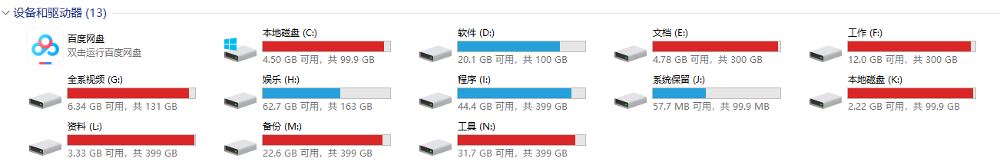 设备和驱动器 (13)
百度网盘
双击运行百度网盘
本地磁盘 (C:)
4.50 GB 可用，共 99.9 GB
软件 (D:)
20.1 GB 可用，共 100 GB
文档 (E:)
4.78 GB 可用，共 300 GB
工作 (F:)
12.0 GB 可用，共 300 GB
全系视频 (G:)
6.34 GB 可用，共 131 GB
娱乐 (H:)
62.7 GB 可用，共 163 GB
程序 (I:)
44.4 GB 可用，共 399 GB
系统保留 (J:)
57.7 MB 可用，共 99.9 MB
本地磁盘 (K:)
2.22 GB 可用，共 99.9 GB
资料 (L:)
3.33 GB 可用，共 399 GB
备份 (M:)
22.6 GB 可用，共 399 GB
工具 (N:)
31.7 GB 可用，共 399 GB